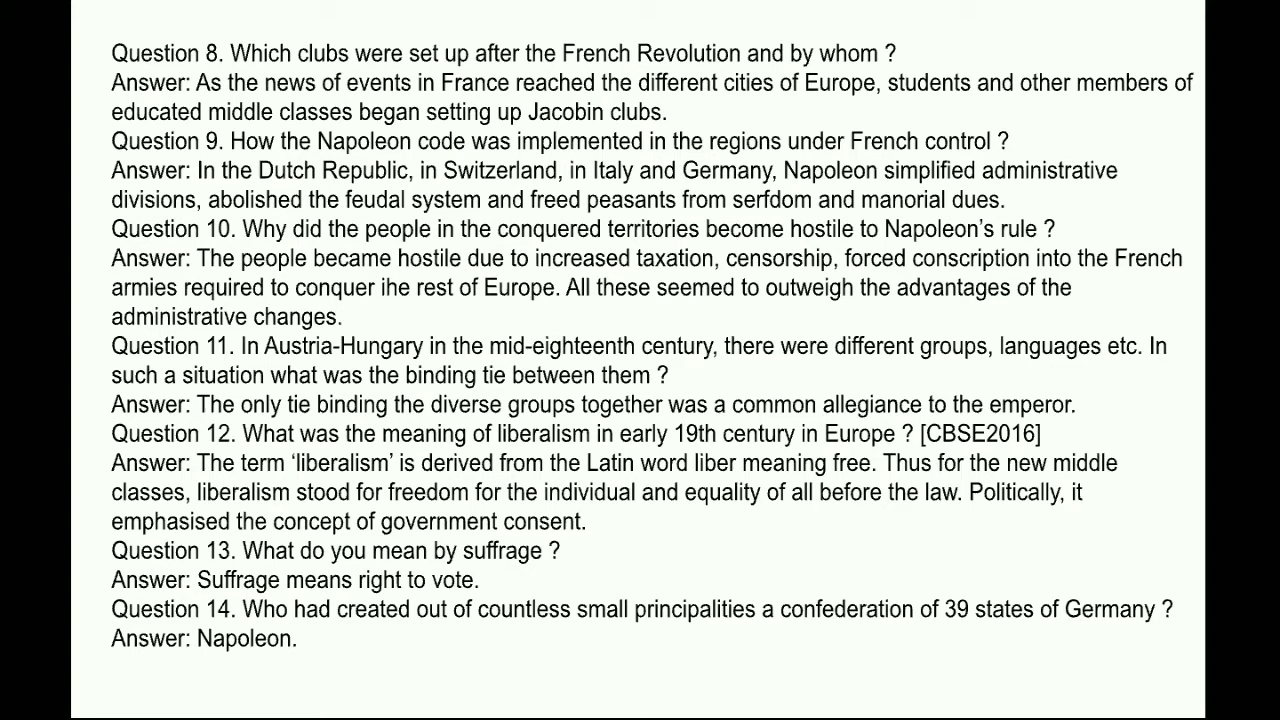 Question 8. Which clubs were set up after the French Revolution and by whom ?
Answer: As the news of events in France reached the different cities of Europe, students and other members of
educated middle classes began setting up Jacobin clubs.
Question 9. How the Napoleon code was implemented in the regions under French control ?
Answer: In the Dutch Republic, in Switzerland, in Italy and Germany, Napoleon simplified administrative
divisions, abolished the feudal system and freed peasants from serfdom and manorial dues.
Question 10. Why did the people in the conquered territories become hostile to Napoleon’s rule ?
Answer: The people became hostile due to increased taxation, censorship, forced conscription into the French
armies required to conquer ihe rest of Europe. All these seemed to outweigh the advantages of the
administrative changes.
Question 11. In Austria-Hungary in the mid-eighteenth century, there were different groups, languages etc. In
such a situation what was the binding tie between them ?
Answer: The only tie binding the diverse groups together was a common allegiance to the emperor.
Question 12. What was the meaning of liberalism in early 19th century in Europe ? [CBSE2016]
Answer: The term ‘liberalism’ is derived from the Latin word liber meaning free. Thus for the new middle
classes, liberalism stood for freedom for the individual and equality of all before the law. Politically, it
emphasised the concept of government consent.
Question 13. What do you mean by suffrage ?
Answer: Suffrage means right to vote.
Question 14. Who had created out of countless small principalities a confederation of 39 states of Germany ?
Answer: Napoleon.